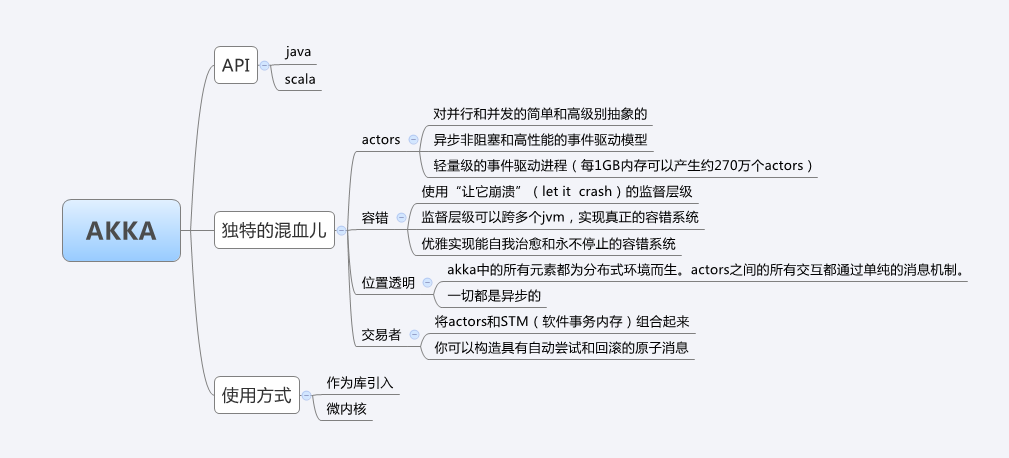 AKKA
API
java
scala
独特的混血儿
actors
对并行和并发的简单和高级别抽象的
异步非阻塞和高性能的事件驱动模型
轻量级的事件驱动进程（每1GB内存可以产生约270万个actors）
容错
使用“让它崩溃”（let it crash）的监督层级
监督层级可以跨多个jvm，实现真正的容错系统
优雅实现能自我治愈和永不停止的容错系统
位置透明
akka中的所有元素都为分布式环境而生。actors之间的所有交互都通过单纯的消息机制。
一切都是异步的
交易者
将actors和STM（软件事务内存）组合起来
你可以构造具有自动尝试和回滚的原子消息
使用方式
作为库引入
微内核